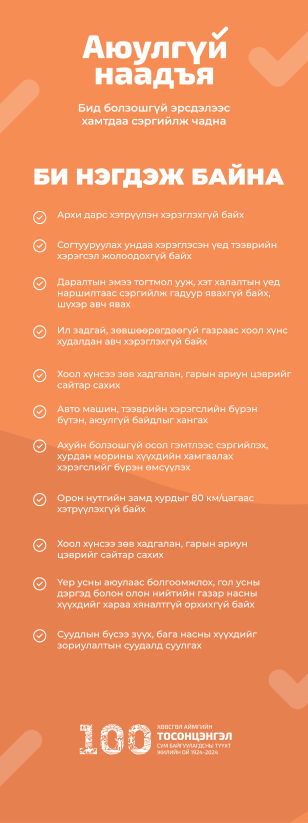 Аюулгүй
наадъя
Бид болзошгүй эрсдэлээс
хамтдаа сэргийлж чадна
БИ НЭГДЭЖ БАЙНА
Архи дарс хэтрүүлэн хэрэглэхгүй байх
Согтууруулах ундаа хэрэглэсэн үед тээврийн
хэрэгсэл жолоодохгүй байх
Даралтын эмээ тогтмол ууж, хэт халалтын үед
наршилтаас сэргийлж гадуур явахгүй байх,
шүхэр авч явах
Ил задгай, зөвшөөрөгдөөгүй газраас хоол хүнс
худалдан авч хэрэглэхгүй байх
Хоол хүнсээ зөв хадгалан, гарын ариун цэврийг
сайтар сахих
Авто машин, тээврийн хэрэгслийн бүрэн
бүтэн, аюулгүй байдлыг хангах
Ахуйн болзошгүй осол гэмтлээс сэргийлэх,
хурдан морины хүүхдийн хамгаалах
хэрэгслийг бүрэн өмсүүлэх
Орон нутгийн замд хурдыг 80 км/цагаас
хэтрүүлэхгүй байх
Хоол хүнсээ зөв хадгалан, гарын ариун
цэврийг сайтар сахих
Үер усны аюулаас болгоомжлох, гол усны
дэргэд болон олон нийтийн газар насны
хүүхдийг хараа хяналтгүй орхихгүй байх
Суудлын бүсээ зүүх, бага насны хүүхдийг
зориулалтын суудалд суулгах
100
ХӨВСГӨЛ АЙМГИЙН
ТОСОНЦЭНГЭЛ
СУМ БАЙГУУЛАГДСНЫ ТҮҮХТ
ЖИЛИЙН ОЙ 1924-2024